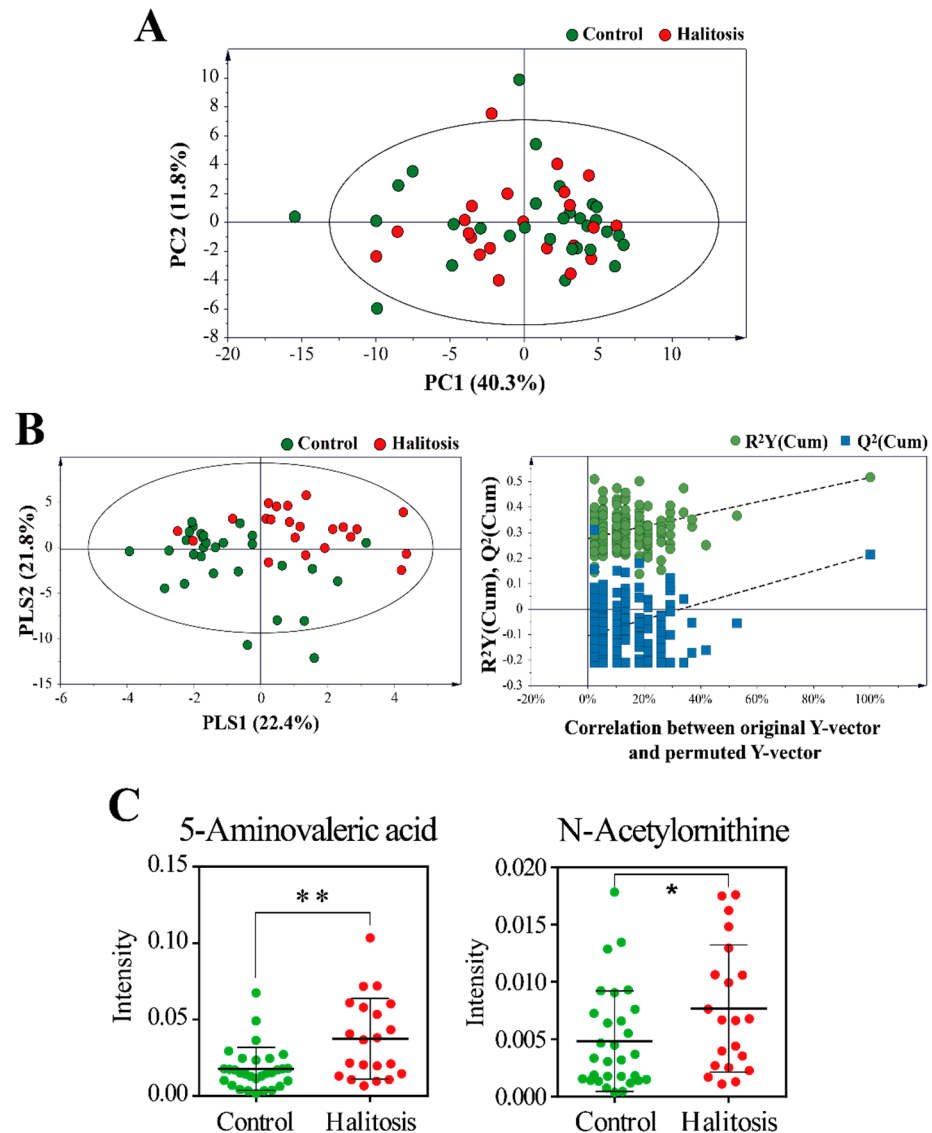 A
Control Halitosis
10
8
6
4
2
0
-2
-4
-6
-8
-20 -15 -10 -5 0 5 10
PC2 (11.8%)
PC1 (40.3%)
B
Control Halitosis
5
0
-5
-10
-15
-6 -4 -2 0 2 4
PLS2 (21.8%)
PLS1 (22.4%)
R²Y(Cum) Q²(Cum)
0.5
0.4
0.3
0.2
0.1
0
-0.1
-0.2
-0.3
-20% 0% 20% 40% 60% 80% 100%
R²Y(Cum), Q²(Cum)
Correlation between original Y-vector
and permuted Y-vector
C
5-Aminovaleric acid
0.15
0.10
0.05
0.00
Intensity
**
Control Halitosis
N-Acetylornithine
0.020
0.015
0.010
0.005
0.000
Intensity
*
Control Halitosis